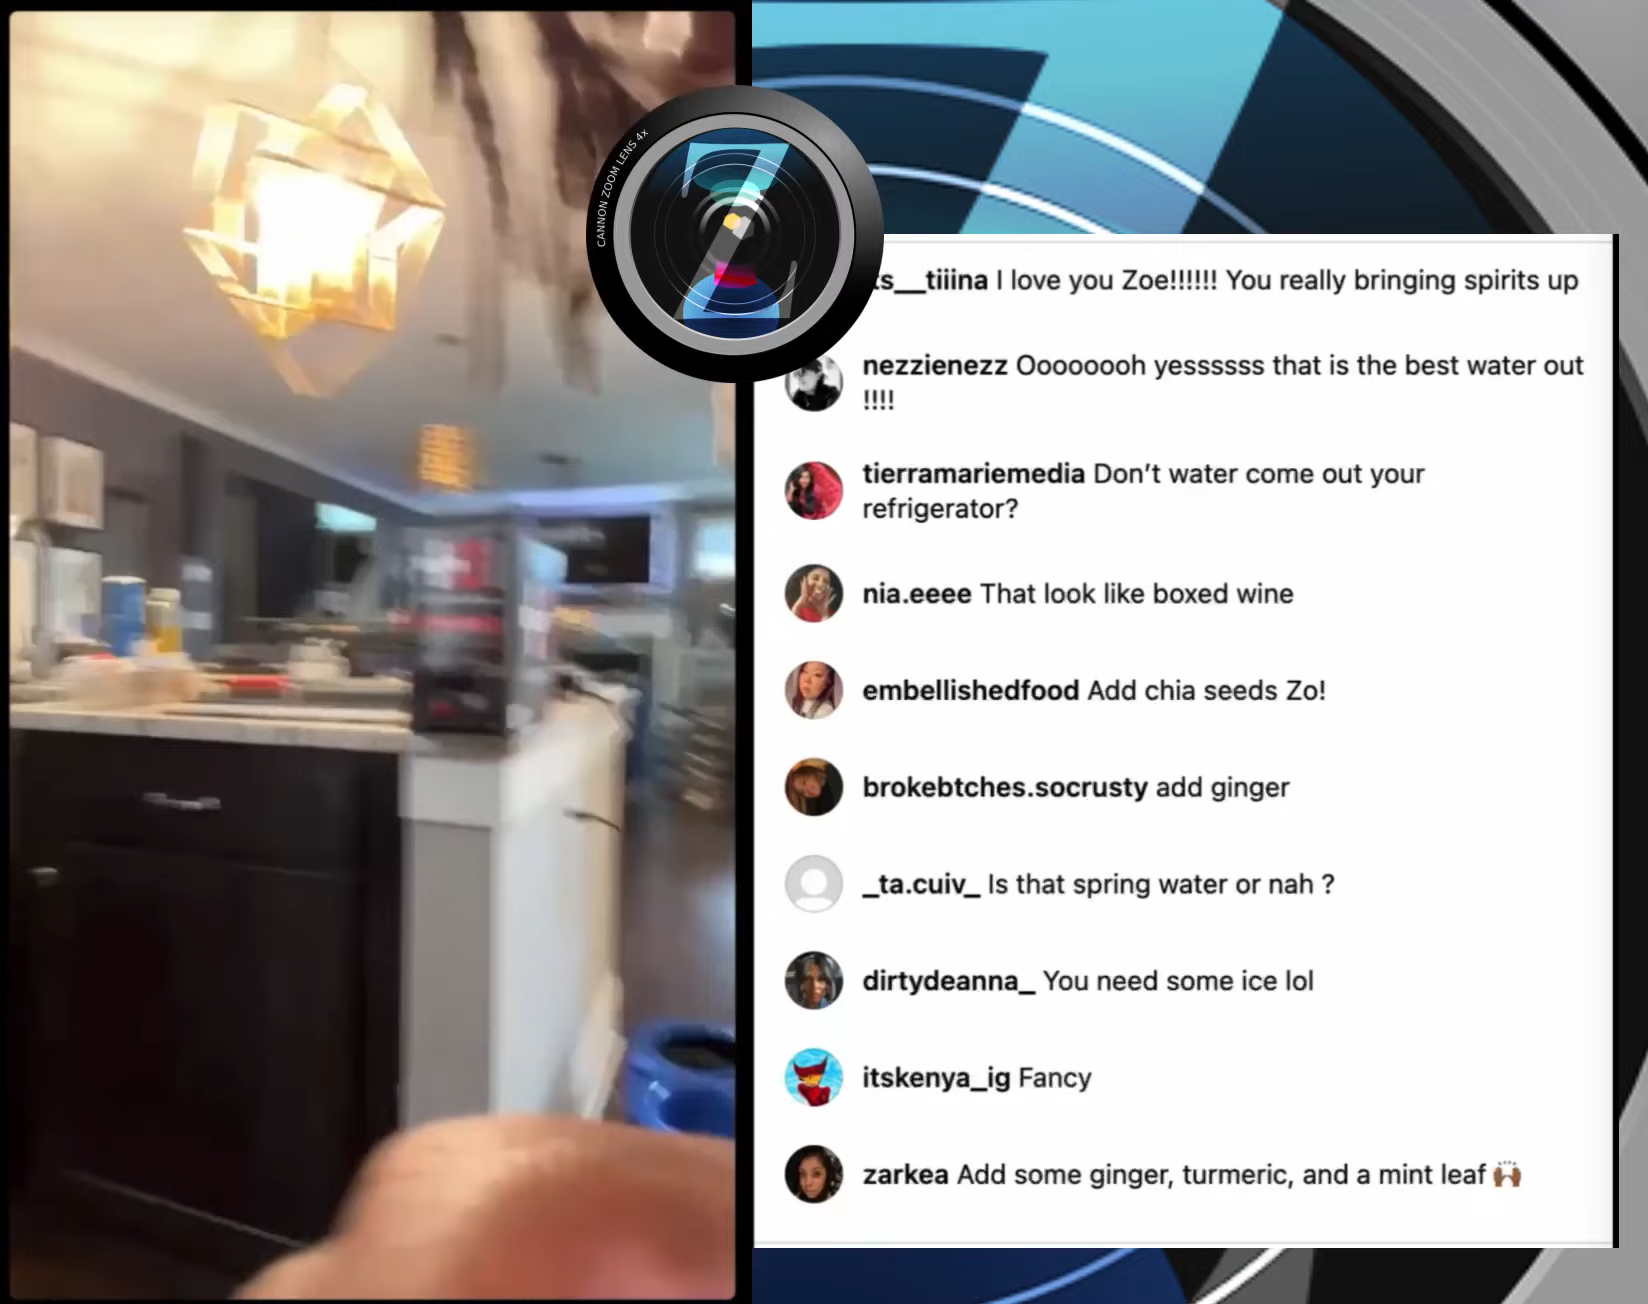 CANNON ZOOM LENS 4x
ts__tiiina I love you Zoe!!!!!! You really bringing spirits up
nezzienezz Oooooooh yessssss that is the best water out
!!!!
tierramariemedia Don't water come out your
refrigerator?
nia.eeee That look like boxed wine
embellishedfood Add chia seeds Zo!
brokebtches.socrusty add ginger
_ta.cuiv_ Is that spring water or nah ?
dirtydeanna_ You need some ice lol
itskenya_ig Fancy
zarkea Add some ginger, turmeric, and a mint leaf 🙌🏾